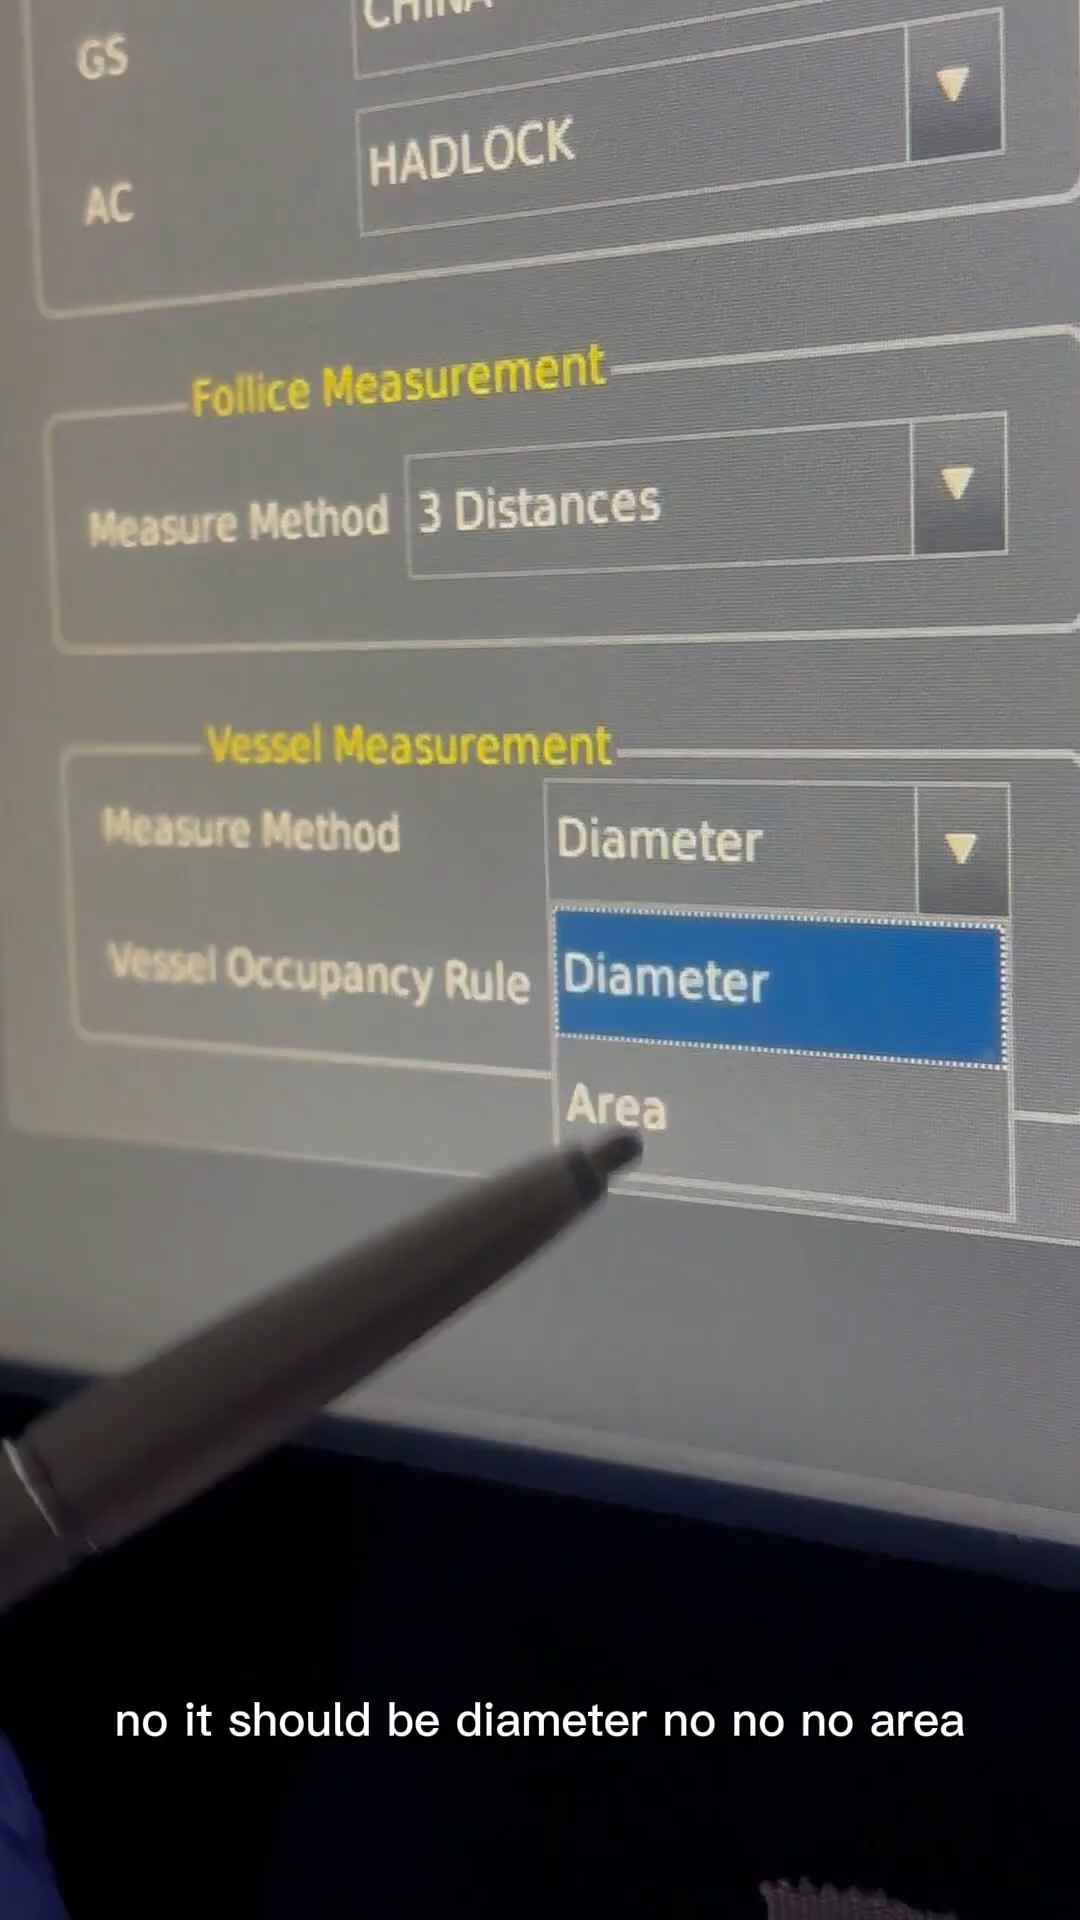 CHINA
GS
HADLOCK
AC
Follice Measurement
Measure Method 3 Distances
Vessel Measurement
Measure Method Diameter
Vessel Occupancy Rule Diameter
Area
no it should be diameter no no no area